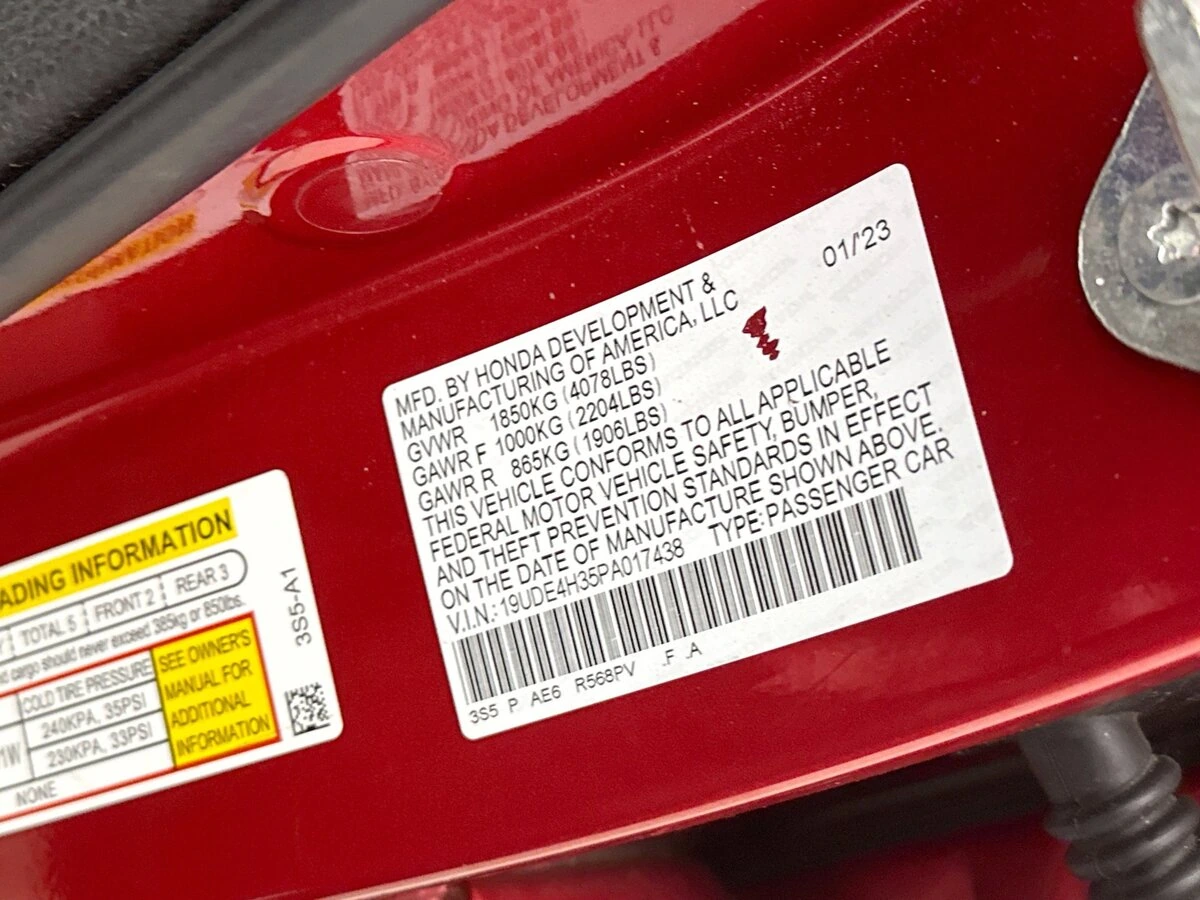 MFD. BY HONDA DEVELOPMENT &
MANUFACTURING OF AMERICA, LLC
01/'23
GVWR 1850KG (4078LBS)
GAWR F 1000KG (2204LBS)
GAWR R 865KG (1906LBS)
THIS VEHICLE CONFORMS TO ALL APPLICABLE
FEDERAL MOTOR VEHICLE SAFETY, BUMPER,
AND THEFT PREVENTION STANDARDS IN EFFECT
ON THE DATE OF MANUFACTURE SHOWN ABOVE.
V.I.N.: 19UDE4H35PA017438 TYPE: PASSENGER CAR
3S5 P AE6 R568PV .F .A
ADING INFORMATION
TOTAL 5 FRONT 2 REAR 3
cargo should never exceed 385kg or 850lbs.
COLD TIRE PRESSURE
240KPA, 35PSI
230KPA, 33PSI
1W
NONE
SEE OWNER'S
MANUAL FOR
ADDITIONAL
INFORMATION
3S5-A1